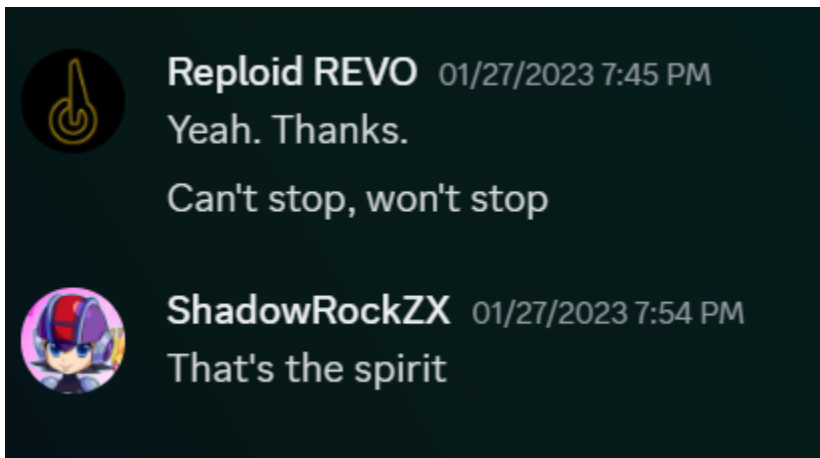 Reploid REVO 01/27/2023 7:45 PM
Yeah. Thanks.
Can't stop, won't stop
ShadowRockZX 01/27/2023 7:54 PM
That's the spirit